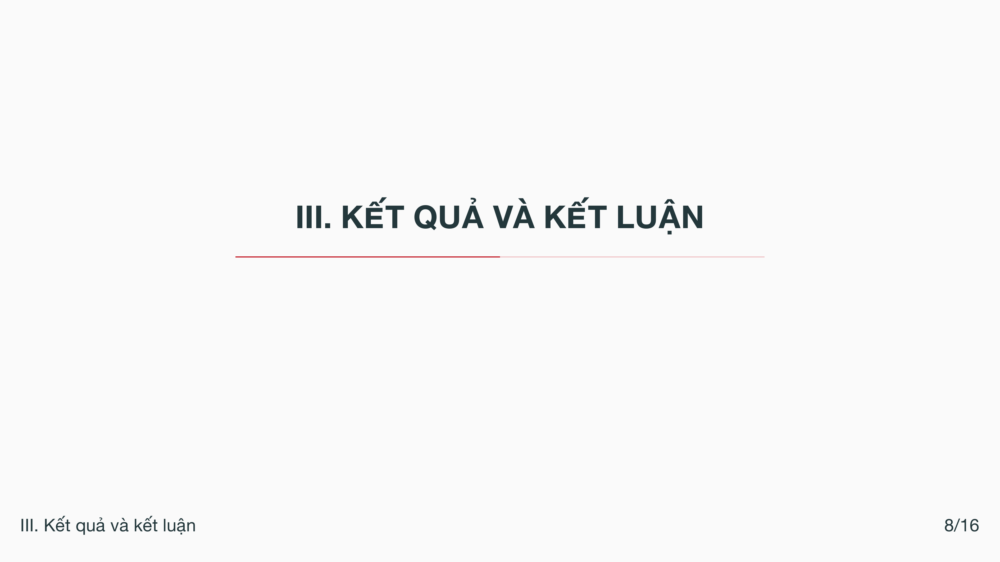 III. KẾT QUẢ VÀ KẾT LUẬN
III. Kết quả và kết luận
8/16